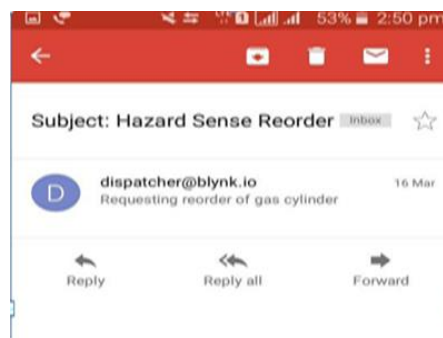 53% 2:50 pm
Subject: Hazard Sense Reorder Inbox
D
dispatcher@blynk.io 16 Mar
Requesting reorder of gas cylinder
Reply Reply all Forward